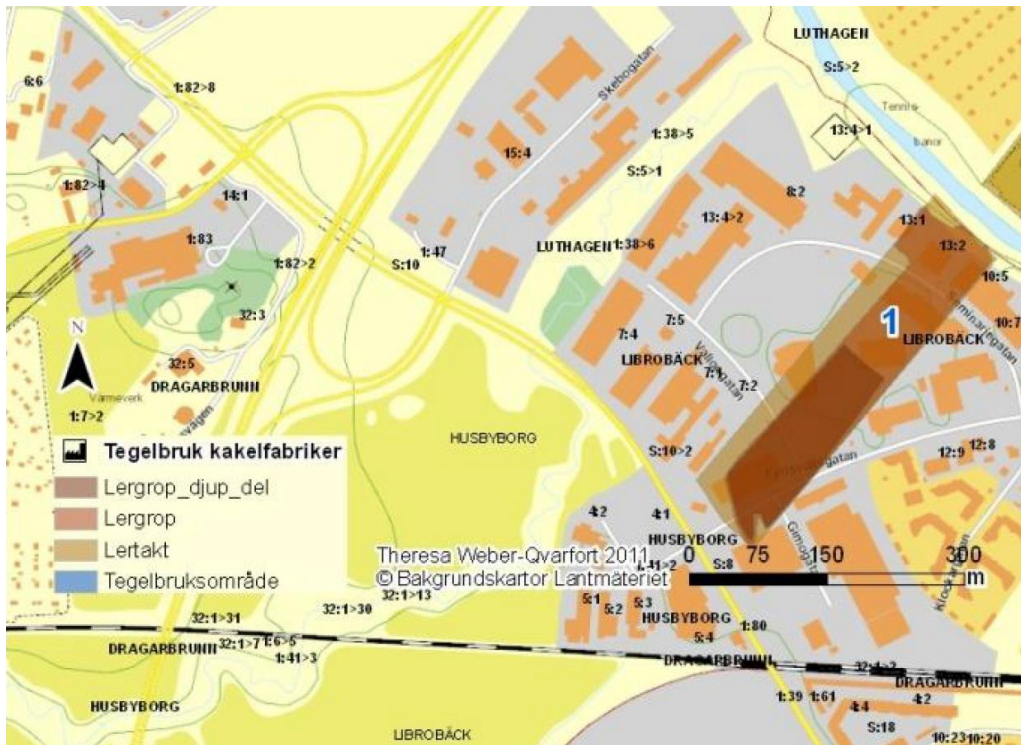 LUTHAGEN
S:5>2
6:6
1:82>8
Skebogatan
Tennis-
banor
13:4>1
1:38>5
15:4
S:5>1
1:82>4
8:2
14:1
13:4>2
13:1
1:83
1:47
LUTHAGEN
1:38>6
13:2
1:82>2
S:10
10:5
N
32:3
1
10:7
7:5
7:4
LIBROBÄCK
LIBROBÄCK
32:5
7:1
7:2
DRAGARBRUNN
Värmeverk
1:7>2
HUSBYBORG
S:10>2
12:9
12:8
Tegelbruk kakelfabriker
Lergrop_djup_del
Lergrop
Lertakt
Tegelbruksområde
4:2
4:1
Gimogatan
HUSBYBORG
Theresa Weber-Qvarfort 2011
© Bakgrundskartor Lantmäteriet
0 75 150 300
m
S:8
32:1>13
32:1>30
5:1
5:2
5:3
HUSBYBORG
32:1>31
1:80
5:4
DRAGARBRUNN
32:1>7
1:6>5
1:41>3
DRAGARBRUNN
DRAGARBRUNN
HUSBYBORG
1:39
1:61
4:4
4:2
S:18
LIBROBÄCK
10:23
10:20